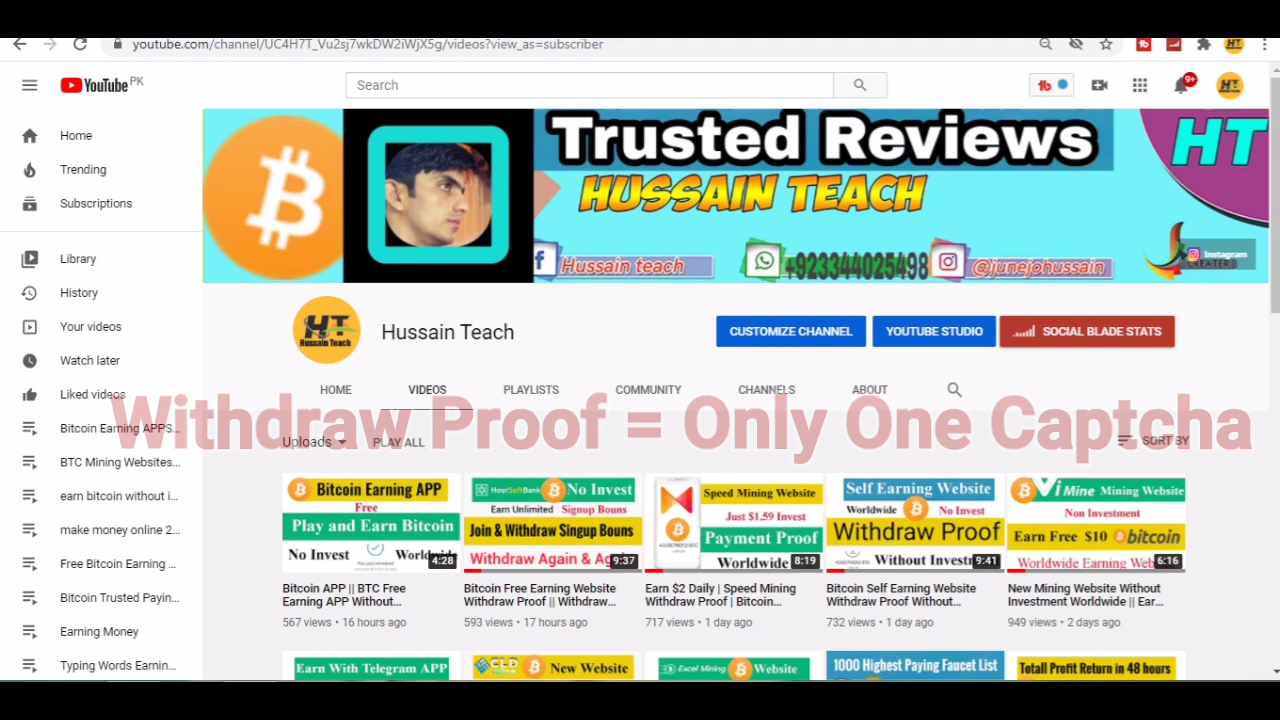 youtube.com/channel/UC4H7T_Vu2sj7wkDW2iWjX5g/videos?view_as=subscriber
YouTube PK
Search
9+
HT
Home
Trending
Subscriptions
Library
History
Your videos
Watch later
Liked videos
Bitcoin Earning APPS...
BTC Mining Websites...
earn bitcoin without i...
make money online 2...
Free Bitcoin Earning ...
Bitcoin Trusted Payin...
Earning Money
Typing Words Earnin...
Trusted Reviews
HUSSAIN TEACH
HT
Hussain teach
+923344025498
@junejohussain
Instagram
HT
Hussain Teach
Hussain Teach
CUSTOMIZE CHANNEL
YOUTUBE STUDIO
SOCIAL BLADE STATS
HOME
VIDEOS
PLAYLISTS
COMMUNITY
CHANNELS
ABOUT
Withdraw Proof = Only One Captcha
Uploads
PLAY ALL
SORT BY
Bitcoin Earning APP
Free
Play and Earn Bitcoin
No Invest Worldwide
4:28
Bitcoin APP || BTC Free
Earning APP Without...
567 views • 16 hours ago
HourSoftBank No Invest
Earn Unlimited Signup Bouns
Join & Withdraw Singup Bouns
Withdraw Again &
9:37
Bitcoin Free Earning Website
Withdraw Proof || Withdraw...
593 views • 17 hours ago
Speed Mining Website
Just $1.59 Invest
Payment Proof
Worldwide
8:19
Earn $2 Daily | Speed Mining
Withdraw Proof | Bitcoin...
717 views • 1 day ago
Self Earning Website
Worldwide No Invest
Withdraw Proof
Without Invest
9:41
Bitcoin Self Earning Website
Withdraw Proof Without...
732 views • 1 day ago
ViMine Mining Website
Non Investment
Earn Free $10 bitcoin
Worldwide Earning
6:16
New Mining Website Without
Investment Worldwide || Ear...
949 views • 2 days ago
Earn With Telegram APP
CLD New Website
Excel Mining Website
1000 Highest Paying Faucet List
Totall Profit Return in 48 hours